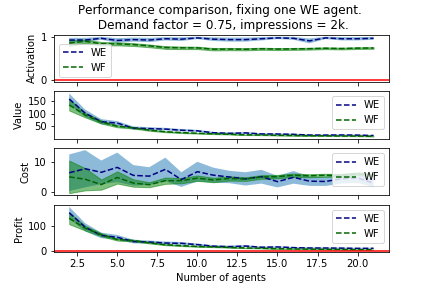 Performance comparison, fixing one WE agent.
Demand factor = 0.75, impressions = 2k.
Activation
1
0
WE
WF
Value
150
100
50
WE
WF
Cost
10
0
WE
WF
Profit
100
0
WE
WF
2.5 5.0 7.5 10.0 12.5 15.0 17.5 20.0
Number of agents